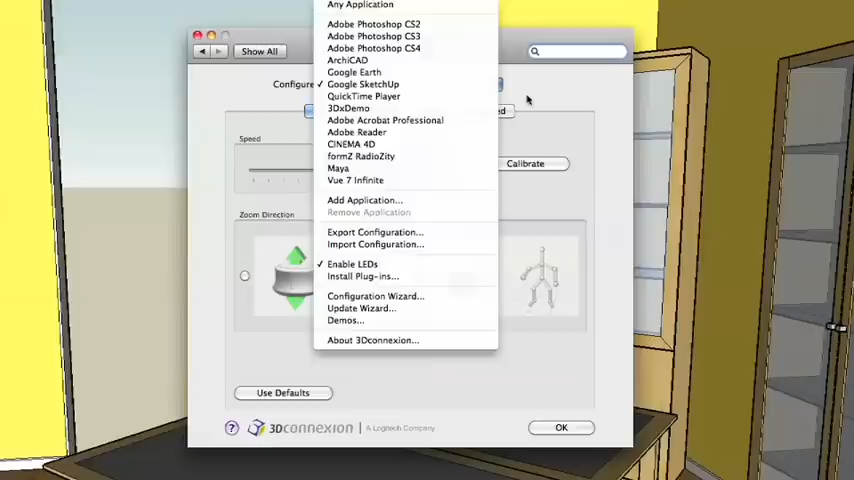 Any Application
Adobe Photoshop CS2
Show All
Adobe Photoshop CS3
Adobe Photoshop CS4
ArchiCAD
Google Earth
Configure
Google SketchUp
QuickTime Player
3DxDemo
Adobe Acrobat Professional
Adobe Reader
Speed
CINEMA 4D
formZ RadioZity
Calibrate
Maya
Vue 7 Infinite
Add Application...
Remove Application
Zoom Direction
Export Configuration...
Import Configuration...
Enable LEDs
Install Plug-ins...
Configuration Wizard...
Update Wizard...
Demos...
About 3Dconnexion...
Use Defaults
? 3Dconnexion | A Logitech Company
OK